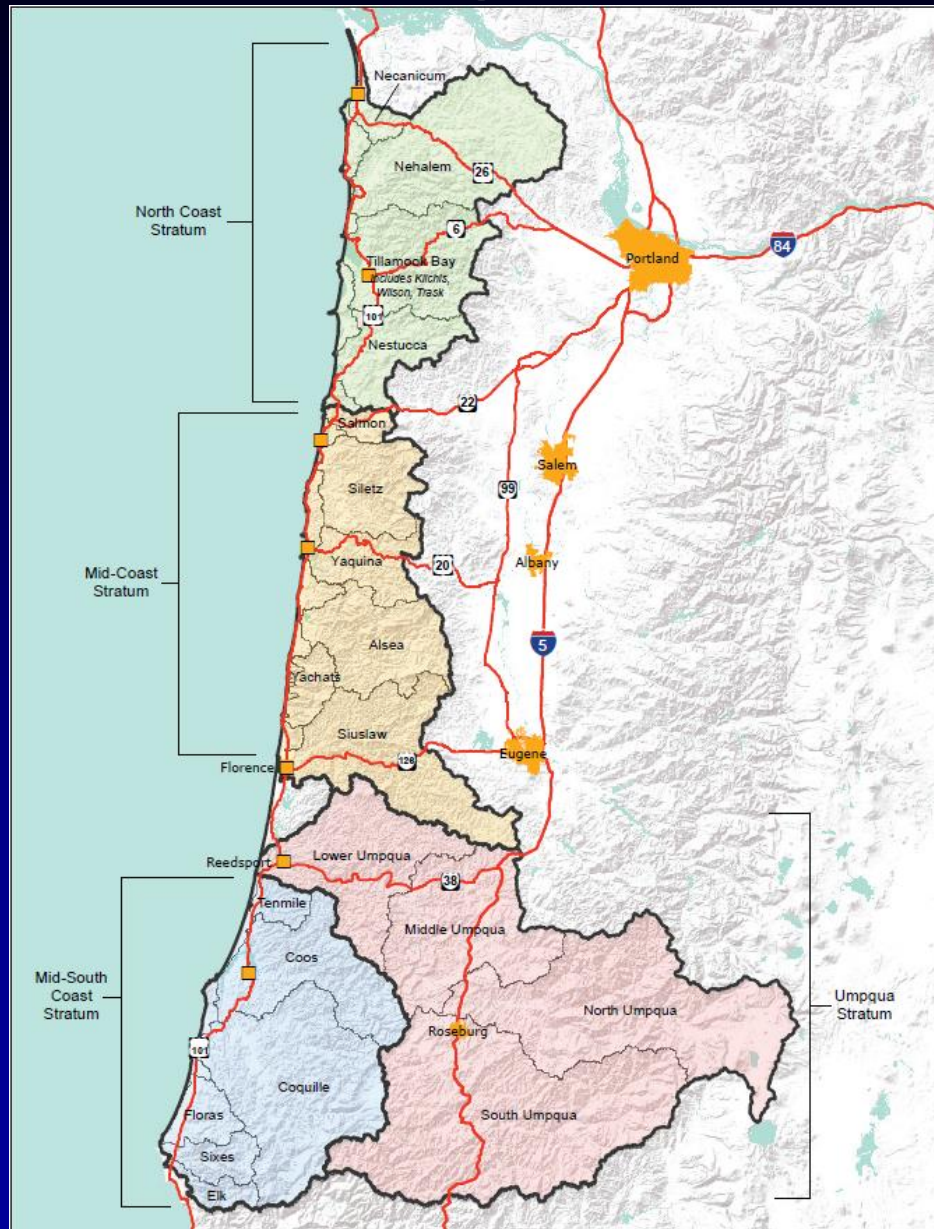 Necanicum
Nehalem
26
North Coast
Stratum
6
84
Portland
Tillamook Bay
Includes Kilchis,
Wilson, Trask
101
Nestucca
22
Salmon
Salem
Siletz
99
Mid-Coast
Stratum
Yaquina
20
Albany
Alsea
5
Yachats
Siuslaw
Eugene
126
Florence
Lower Umpqua
Reedsport
38
Tenmile
Middle Umpqua
Coos
Mid-South
Coast
Stratum
North Umpqua
Umpqua
Stratum
Roseburg
101
Coquille
Floras
South Umpqua
Sixes
Elk